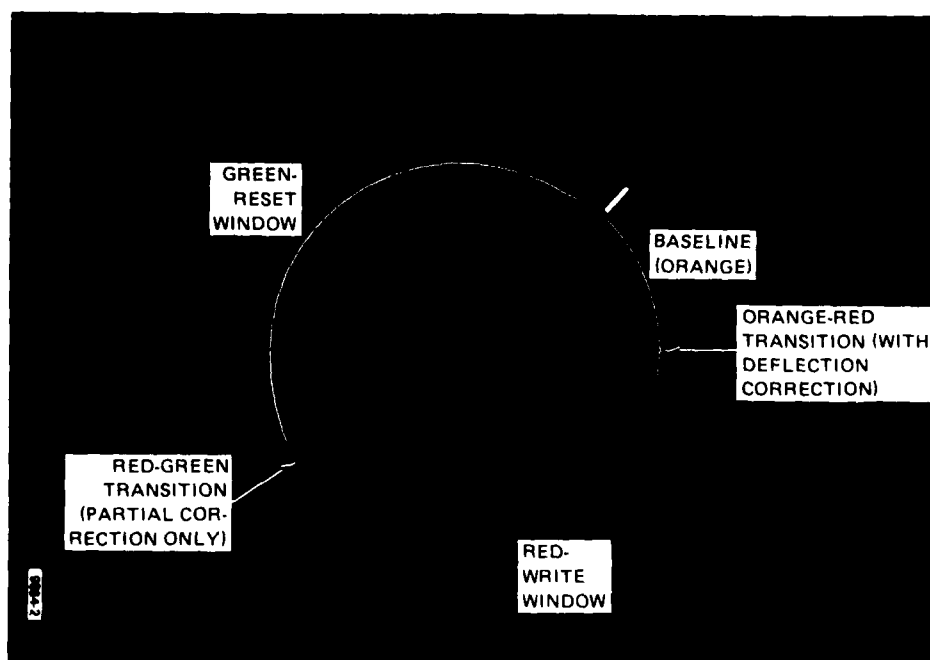 GREEN-
RESET
WINDOW
BASELINE
(ORANGE)
ORANGE-RED
TRANSITION (WITH
DEFLECTION
CORRECTION)
RED-GREEN
TRANSITION
(PARTIAL COR-
RECTION ONLY)
RED-
WRITE
WINDOW